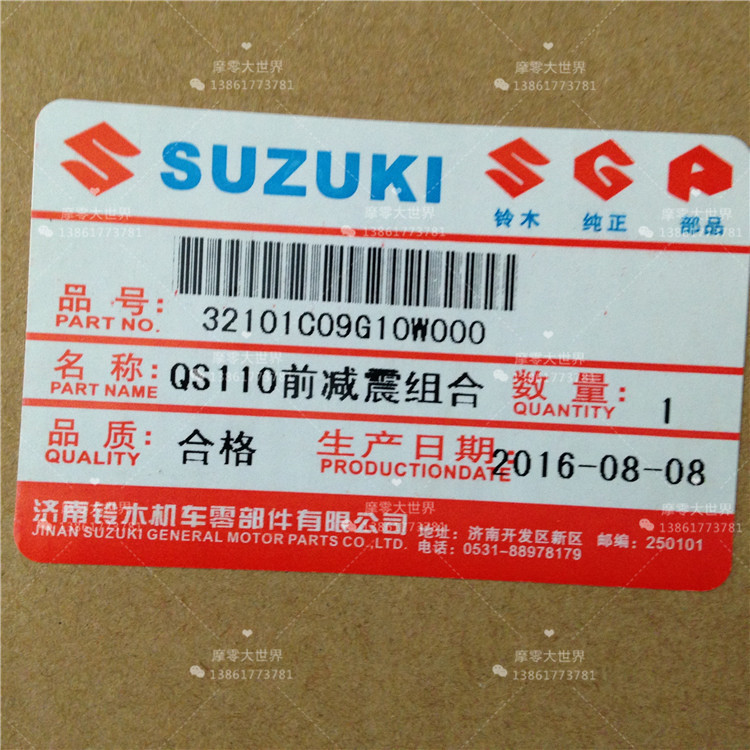 SUZUKI
铃木 纯正 部品
品号:
PART NO. 32101C09G10W000
名称: QS110前减震组合 数量: 1
PART NAME QUANTITY
品质: 合格 生产日期: 2016-08-08
QUALITY PRODUCTIONDATE
济南铃木机车零部件有限公司 地址: 济南开发区新区 邮编: 250101
JINAN SUZUKI GENERAL MOTOR PARTS CO.,LTD. 电话: 0531-88978179
摩零大世界
13861773781